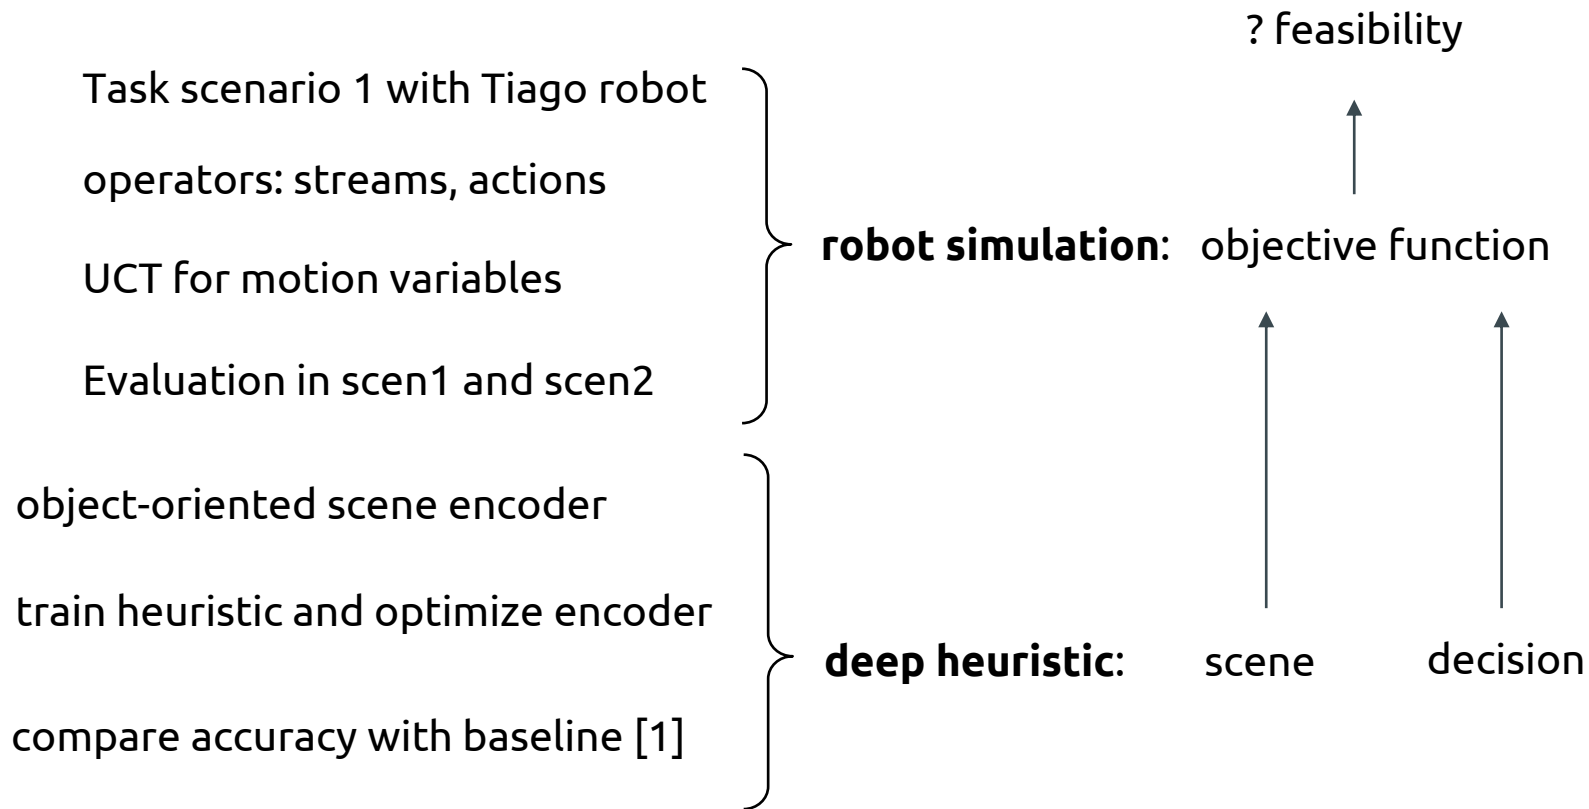 ? feasibility
Task scenario 1 with Tiago robot
operators: streams, actions
UCT for motion variables
Evaluation in scen1 and scen2
robot simulation: objective function
object-oriented scene encoder
train heuristic and optimize encoder
compare accuracy with baseline [1]
deep heuristic: scene decision